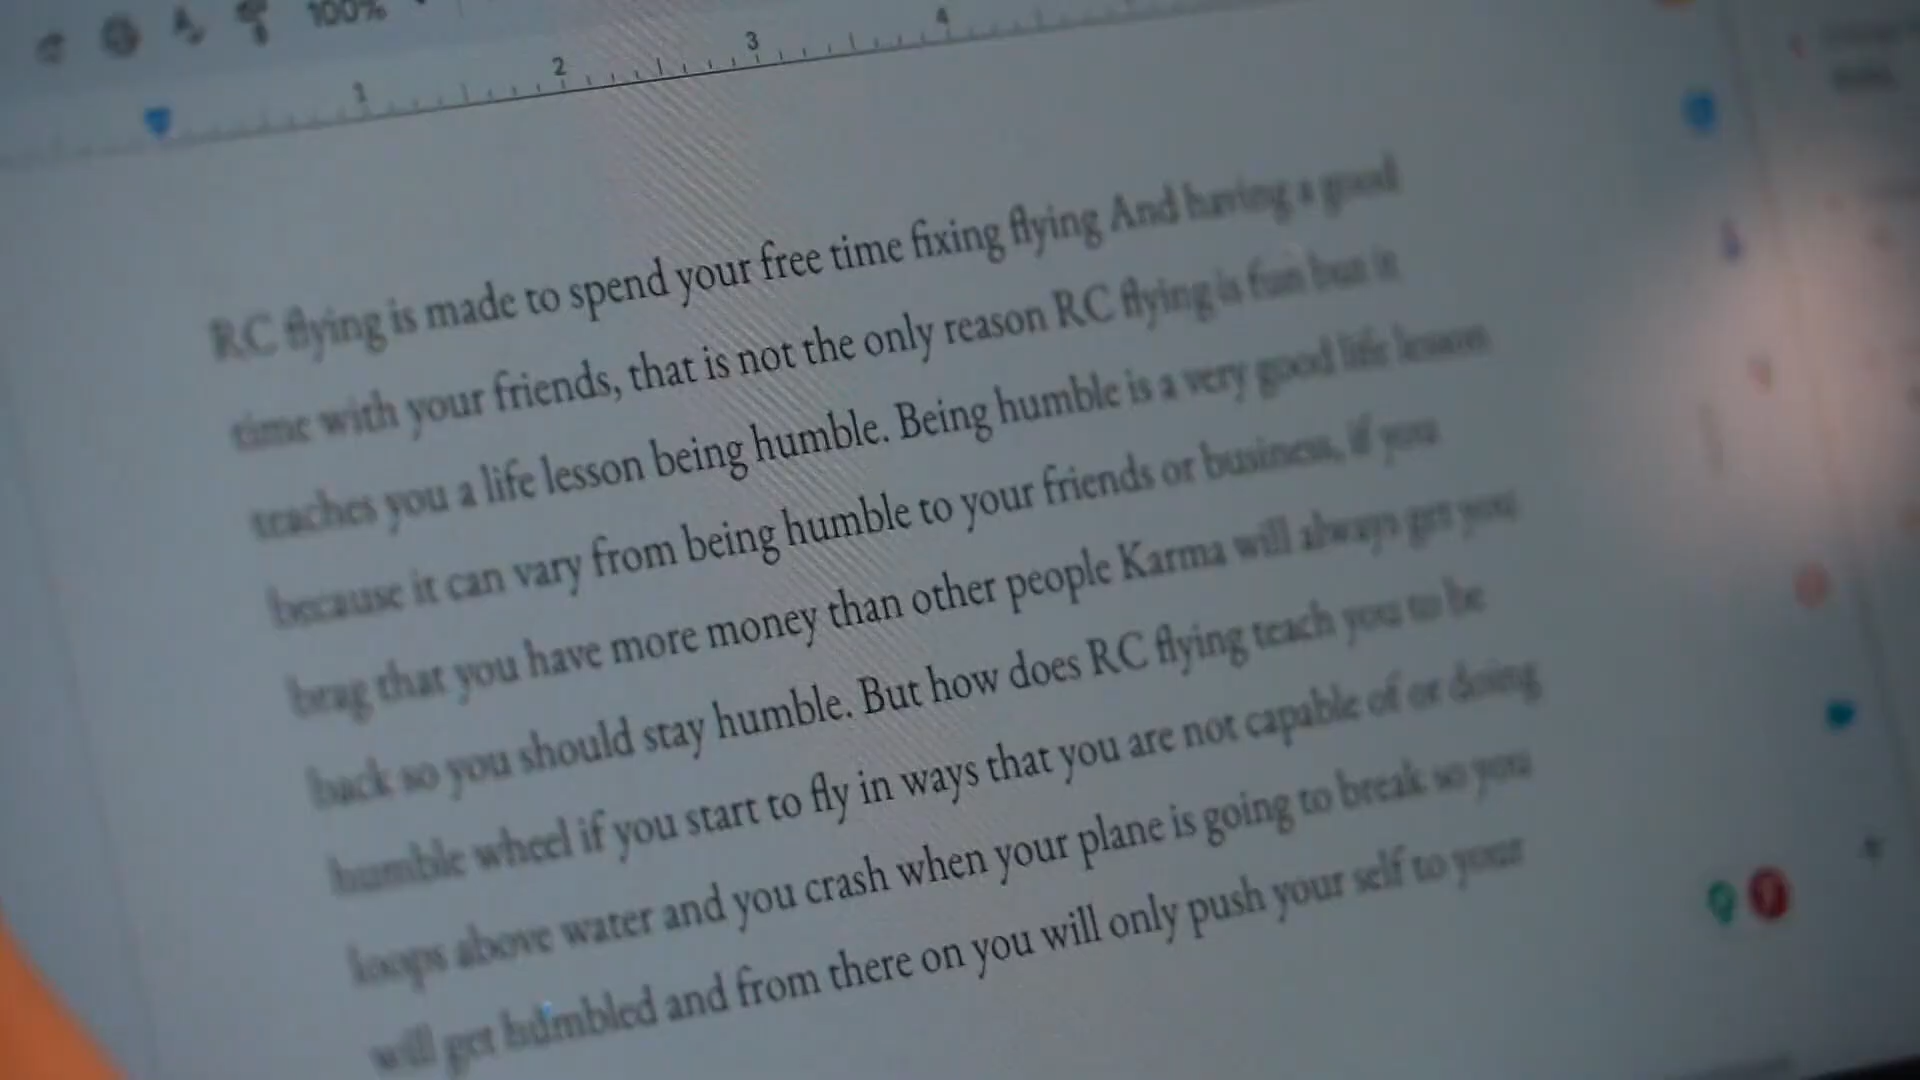 100%
1 2 3 4
RC flying is made to spend your free time fixing flying And having a good
time with your friends, that is not the only reason RC flying is fun but it
teaches you a life lesson being humble. Being humble is a very good life lesson
because it can vary from being humble to your friends or business, if you
brag that you have more money than other people Karma will always get you
back so you should stay humble. But how does RC flying teach you to be
humble wheel if you start to fly in ways that you are not capable of or doing
loops above water and you crash when your plane is going to break so you
will get humbled and from there on you will only push your self to your